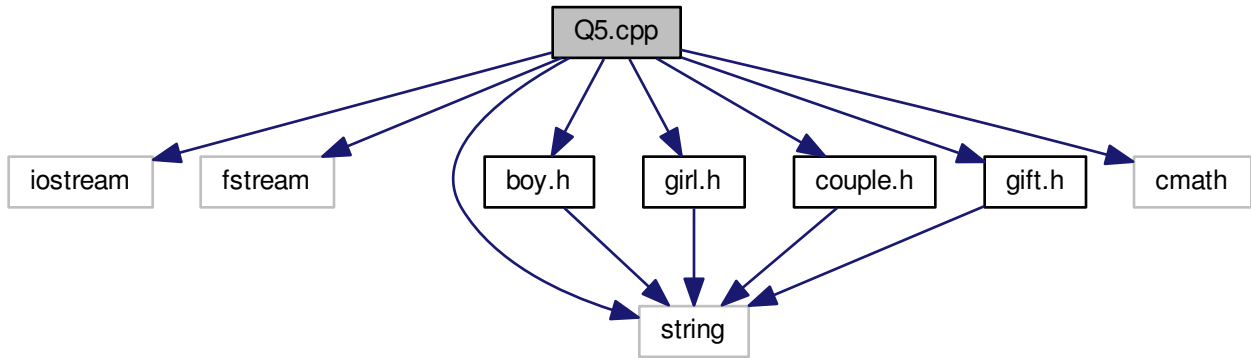 Q5.cpp
iostream
fstream
boy.h
girl.h
couple.h
gift.h
cmath
string